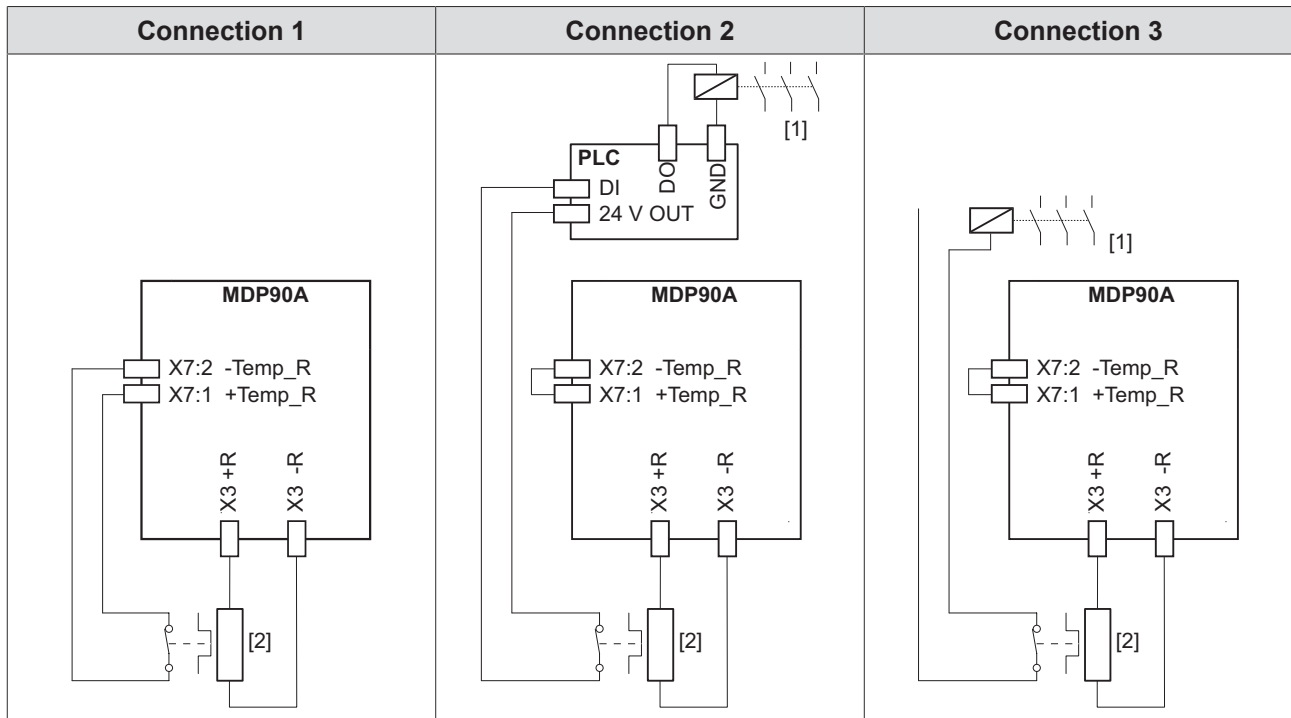 Connection 1
Connection 2
Connection 3
[1]
PLC
DI
24 V OUT
DO
GND
[1]
MDP90A
X7:2 -Temp_R
X7:1 +Temp_R
X3 +R
X3 -R
[2]
MDP90A
X7:2 -Temp_R
X7:1 +Temp_R
X3 +R
X3 -R
[2]
MDP90A
X7:2 -Temp_R
X7:1 +Temp_R
X3 +R
X3 -R
[2]